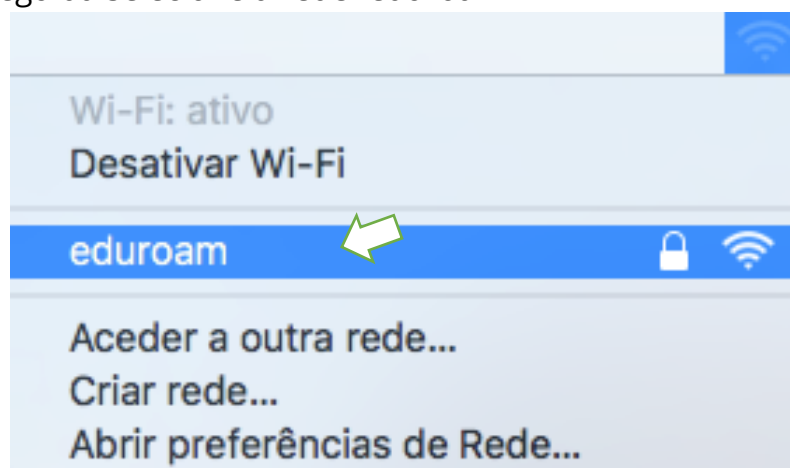 Wi-Fi: ativo
Desativar Wi-Fi
eduroam
Aceder a outra rede...
Criar rede...
Abrir preferências de Rede...